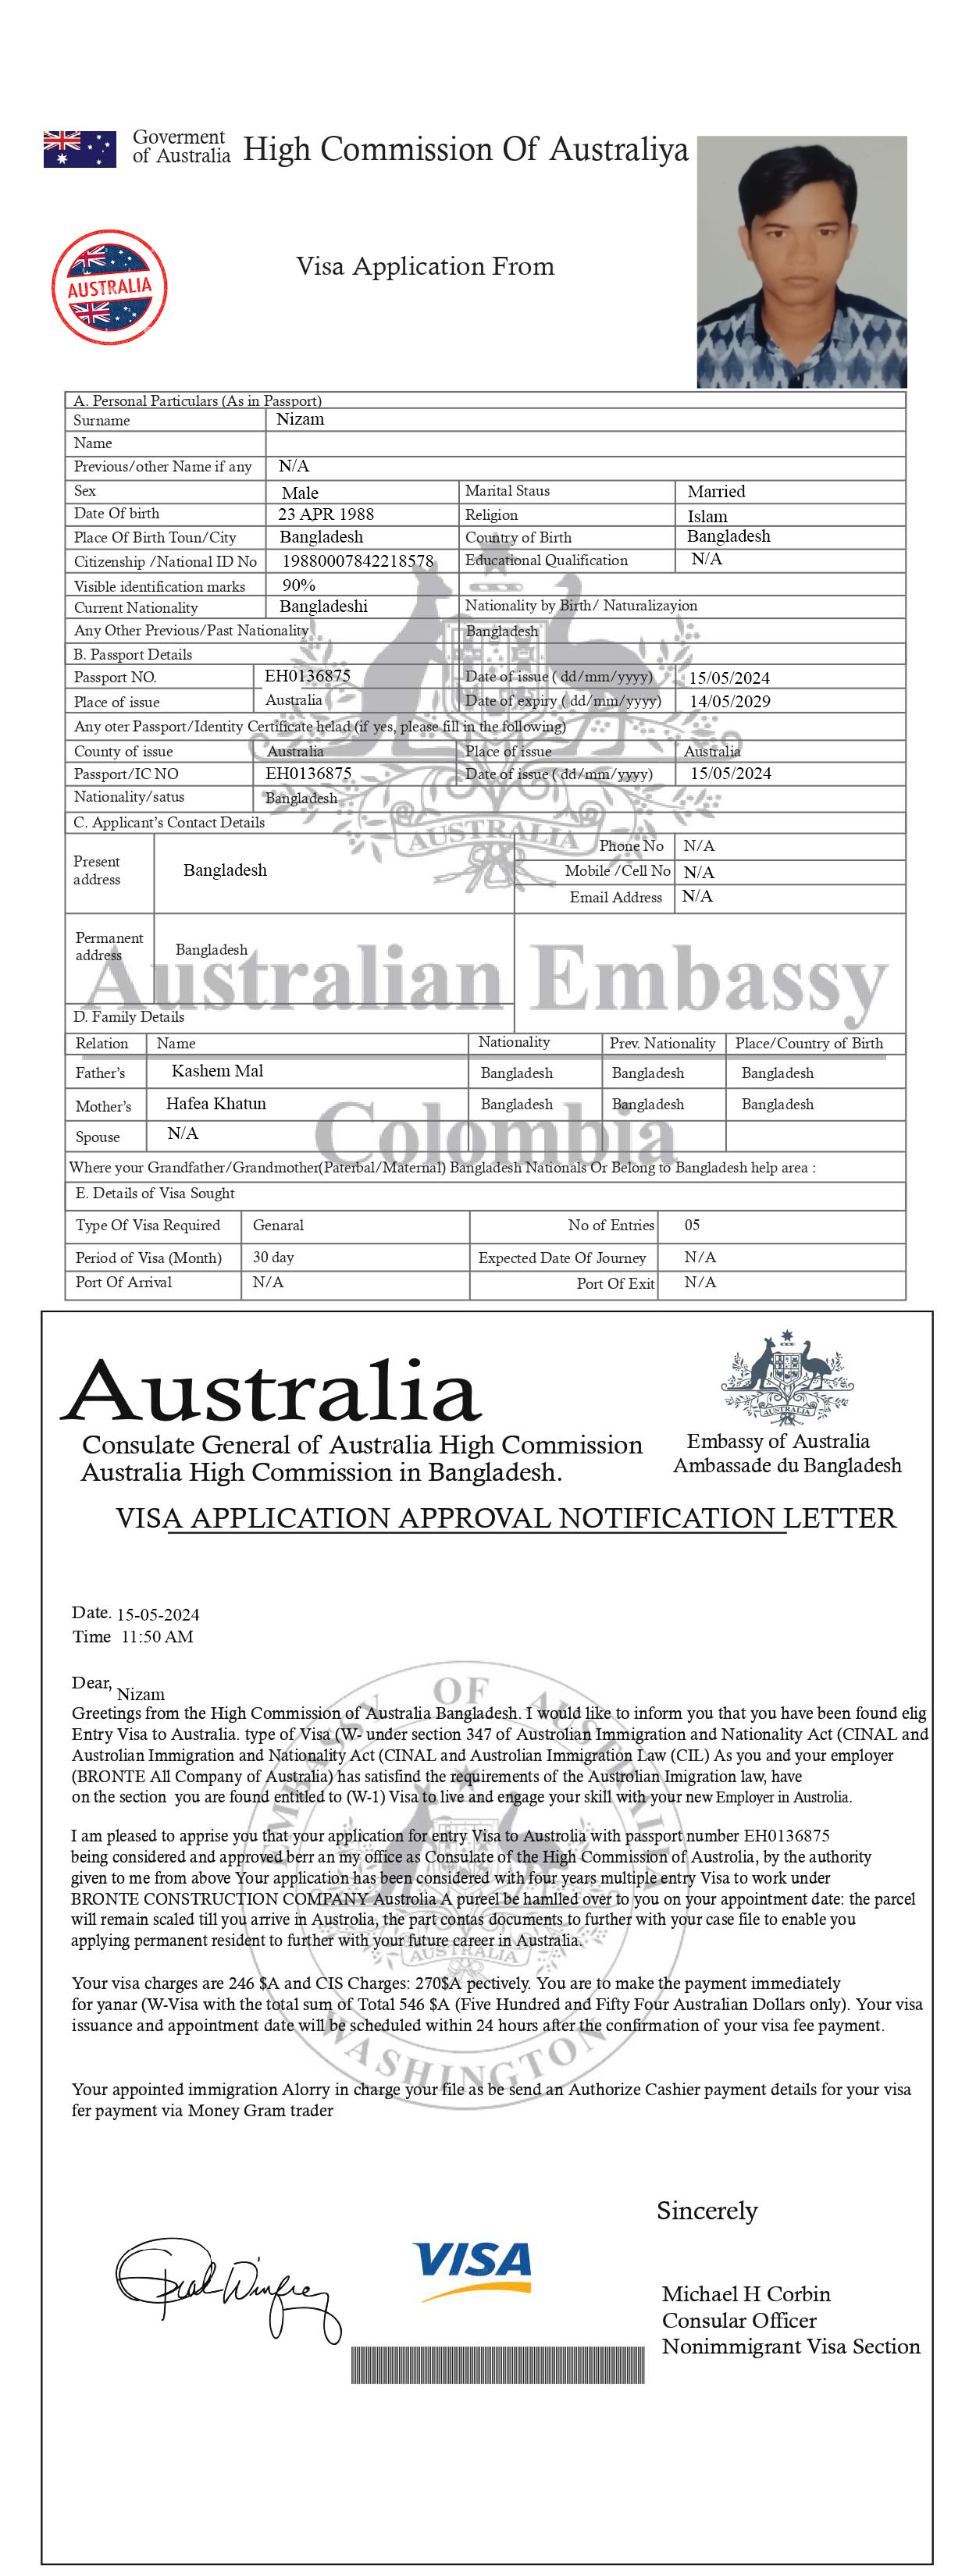 Goverment
of Australia
High Commission Of Australiya
AUSTRALIA
Visa Application From
A. Personal Particulars (As in Passport)
Surname Nizam
Name
Previous/other Name if any N/A
Sex Male Marital Staus Married
Date Of birth 23 APR 1988 Religion Islam
Place Of Birth Toun/City Bangladesh Country of Birth Bangladesh
Citizenship /National ID No 19880007842218578 Educational Qualification N/A
Visible identification marks 90%
Current Nationality Bangladeshi Nationality by Birth/ Naturalizayion
Any Other Previous/Past Nationality Bangladesh
B. Passport Details
Passport NO. EH0136875 Date of issue ( dd/mm/yyyy) 15/05/2024
Place of issue Australia Date of expiry ( dd/mm/yyyy) 14/05/2029
Any oter Passport/Identity Certificate helad (if yes, please fill in the following)
County of issue Australia Place of issue Australia
Passport/IC NO EH0136875 Date of issue ( dd/mm/yyyy) 15/05/2024
Nationality/satus Bangladesh
C. Applicant's Contact Details
AUSTRALIA
Present
address
Bangladesh
Phone No N/A
Mobile /Cell No N/A
Email Address N/A
Permanent
address
Bangladesh
Australian Embassy
D. Family Details
Relation Name Nationality Prev. Nationality Place/Country of Birth
Father's Kashem Mal Bangladesh Bangladesh Bangladesh
Mother's Hafea Khatun Bangladesh Bangladesh Bangladesh
Colombia
Spouse N/A
Where your Grandfather/Grandmother(Paterbal/Maternal) Bangladesh Nationals Or Belong to Bangladesh help area :
E. Details of Visa Sought
Type Of Visa Required Genaral No of Entries 05
Period of Visa (Month) 30 day Expected Date Of Journey N/A
Port Of Arrival N/A Port Of Exit N/A
Australia
Consulate General of Australia High Commission
Australia High Commission in Bangladesh.
AUSTRALIA
Embassy of Australia
Ambassade du Bangladesh
VISA APPLICATION APPROVAL NOTIFICATION LETTER
Date. 15-05-2024
Time 11:50 AM
Dear, Nizam
Greetings from the High Commission of Australia Bangladesh. I would like to inform you that you have been found elig
Entry Visa to Australia. type of Visa (W- under section 347 of Austrolian Immigration and Nationality Act (CINAL and
Austrolian Immigration and Nationality Act (CINAL and Austrolian Immigration Law (CIL) As you and your employer
(BRONTE All Company of Australia) has satisfind the requirements of the Austrolian Imigration law, have
on the section you are found entitled to (W-1) Visa to live and engage your skill with your new Employer in Austrolia.
I am pleased to apprise you that your application for entry Visa to Austrolia with passport number EH0136875
being considered and approved berr an my office as Consulate of the High Commission of Austrolia, by the authority
given to me from above Your application has been considered with four years multiple entry Visa to work under
BRONTE CONSTRUCTION COMPANY Austrolia A pureel be hamlled over to you on your appointment date: the parcel
will remain scaled till you arrive in Austrolia, the part contas documents to further with your case file to enable you
applying permanent resident to further with your future career in Australia.
EMBASSY OF AUSTRALIA
AUSTRALIA
WASHINGTON
Your visa charges are 246 $A and CIS Charges: 270$A pectively. You are to make the payment immediately
for yanar (W-Visa with the total sum of Total 546 $A (Five Hundred and Fifty Four Australian Dollars only). Your visa
issuance and appointment date will be scheduled within 24 hours after the confirmation of your visa fee payment.
Your appointed immigration Alorry in charge your file as be send an Authorize Cashier payment details for your visa
fer payment via Money Gram trader
Sincerely
VISA
Michael H Corbin
Consular Officer
Nonimmigrant Visa Section